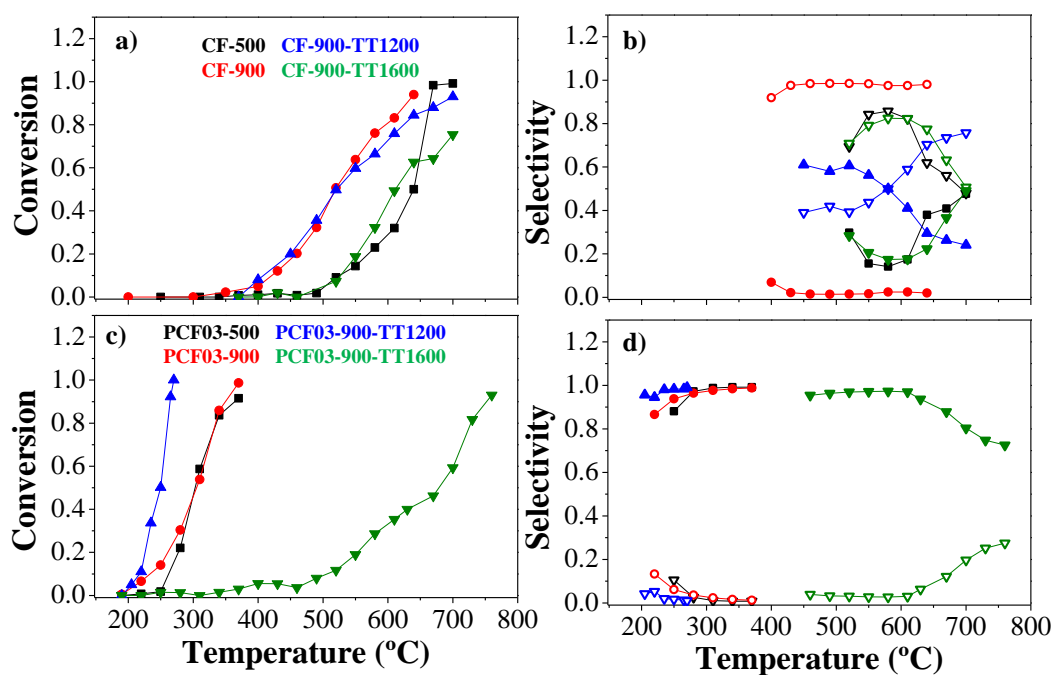 a)
CF-500 CF-900-TT1200
CF-900 CF-900-TT1600
Conversion
1.2
1.0
0.8
0.6
0.4
0.2
0.0
b)
Selectivity
1.2
1.0
0.8
0.6
0.4
0.2
0.0
c)
PCF03-500 PCF03-900-TT1200
PCF03-900 PCF03-900-TT1600
Conversion
1.2
1.0
0.8
0.6
0.4
0.2
0.0
200 300 400 500 600 700 800
Temperature (ºC)
d)
Selectivity
1.2
1.0
0.8
0.6
0.4
0.2
0.0
200 300 400 500 600 700 800
Temperature (ºC)